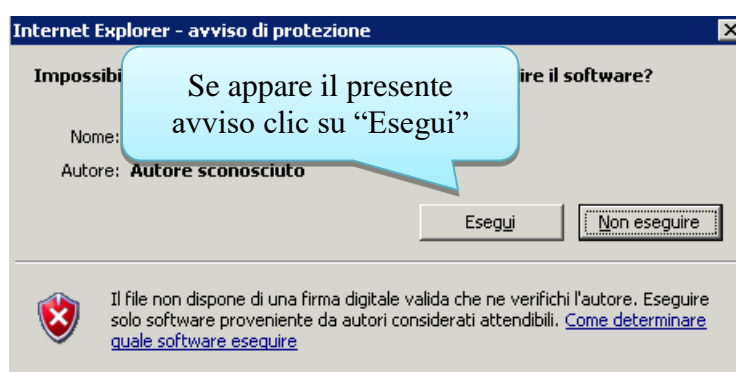 Internet Explorer - avviso di protezione
Impossibi
ire il software?
Se appare il presente
avviso clic su “Esegui”
Nome:
Autore: Autore sconosciuto
Esegui
Non eseguire
Il file non dispone di una firma digitale valida che ne verifichi l'autore. Eseguire
solo software proveniente da autori considerati attendibili. Come determinare
quale software eseguire